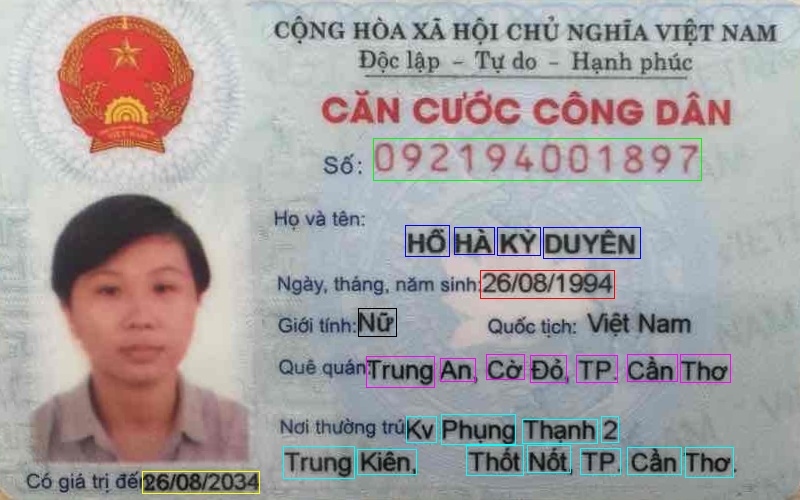 CỘNG HÒA XÃ HỘI CHỦ NGHĨA VIỆT NAM
Độc lập - Tự do - Hạnh phúc
CĂN CƯỚC CÔNG DÂN
Số: 092194001897
Họ và tên:
HỒ HÀ KỲ DUYÊN
Ngày, tháng, năm sinh: 26/08/1994
Giới tính: Nữ Quốc tịch: Việt Nam
Quê quán: Trung An, Cờ Đỏ, TP. Cần Thơ
Nơi thường trú: Kv Phụng Thạnh 2
Trung Kiên, Thốt Nốt, TP. Cần Thơ.
Có giá trị đến 26/08/2034